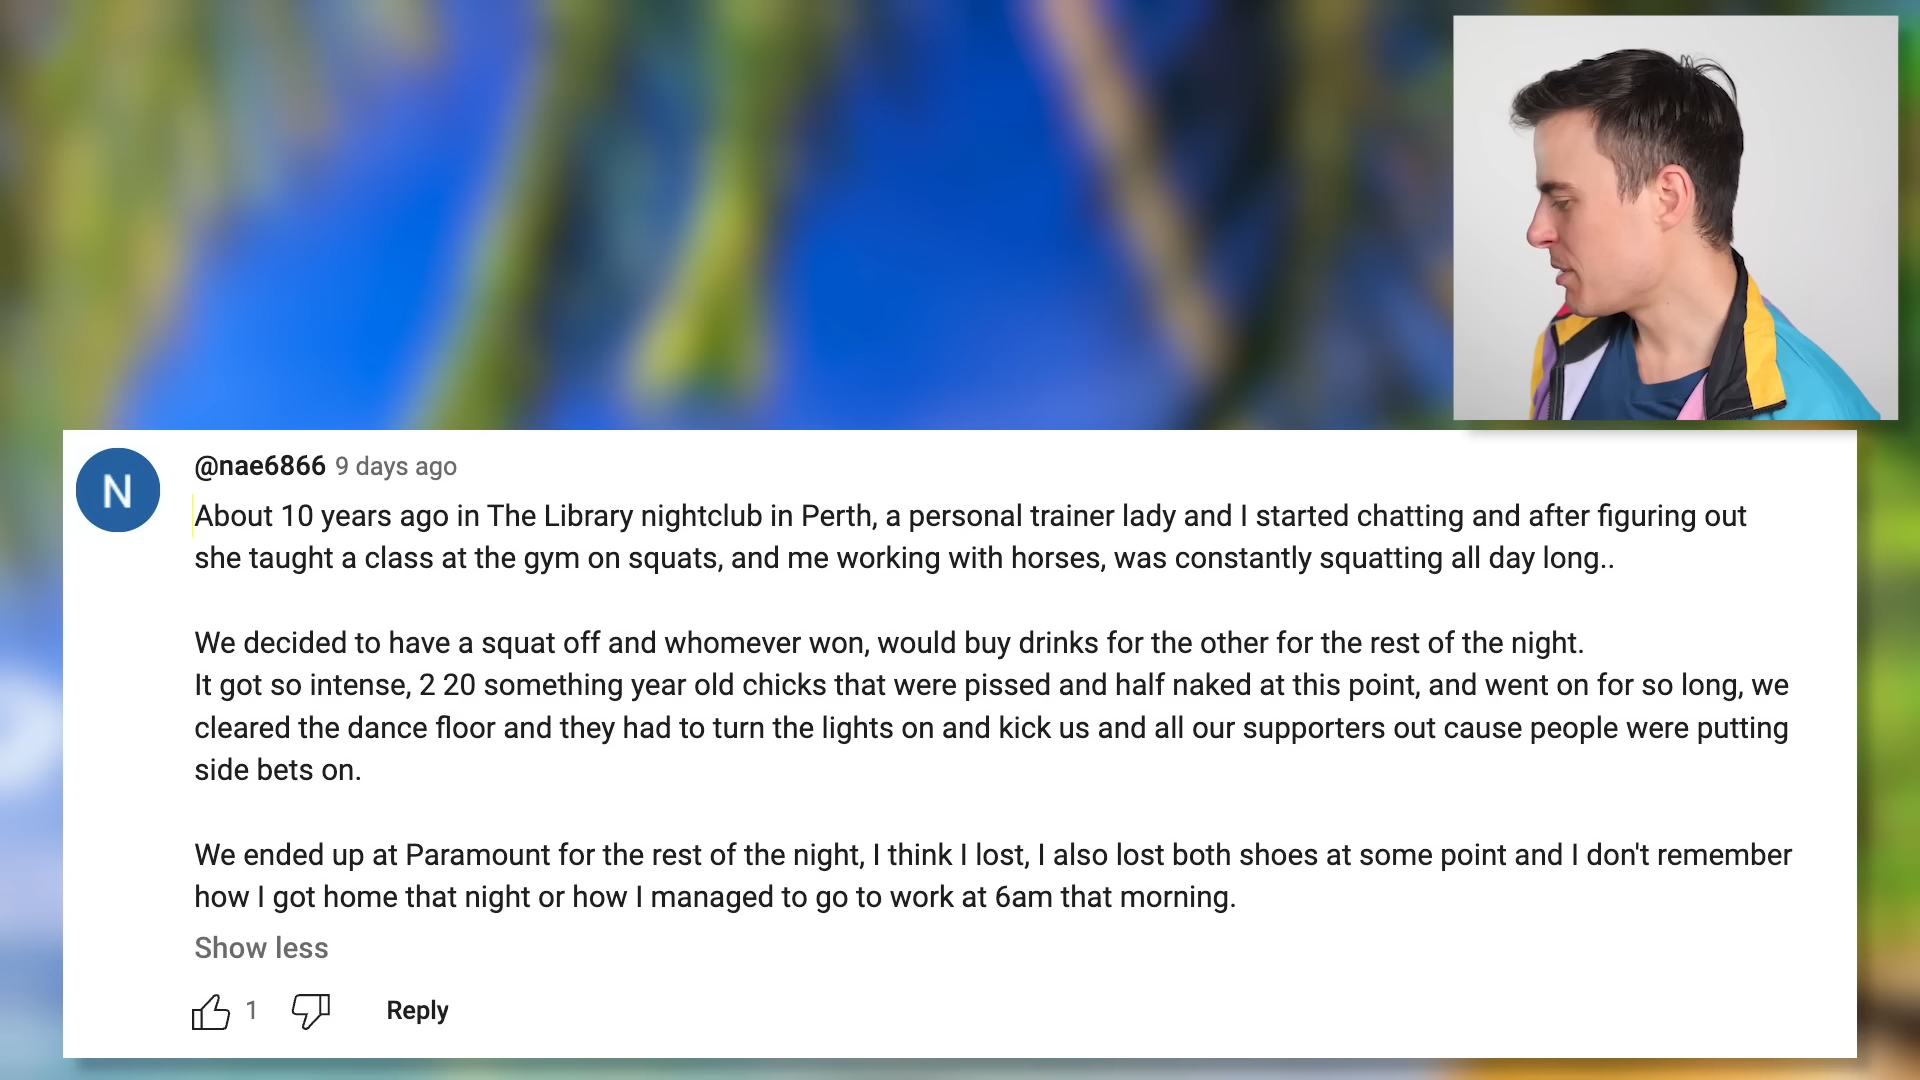 N
@nae6866 9 days ago
About 10 years ago in The Library nightclub in Perth, a personal trainer lady and I started chatting and after figuring out
she taught a class at the gym on squats, and me working with horses, was constantly squatting all day long..
We decided to have a squat off and whomever won, would buy drinks for the other for the rest of the night.
It got so intense, 2 20 something year old chicks that were pissed and half naked at this point, and went on for so long, we
cleared the dance floor and they had to turn the lights on and kick us and all our supporters out cause people were putting
side bets on.
We ended up at Paramount for the rest of the night, I think I lost, I also lost both shoes at some point and I don't remember
how I got home that night or how I managed to go to work at 6am that morning.
Show less
1 Reply